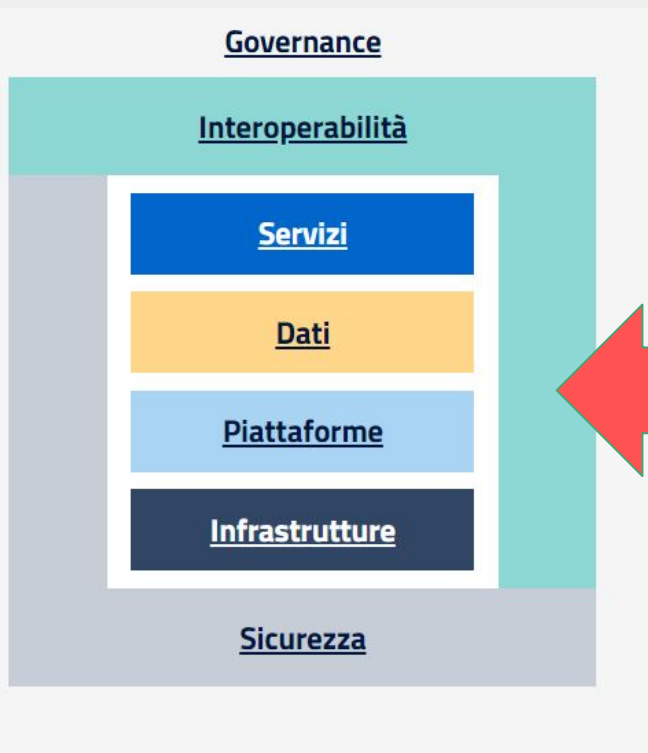 Governance
Interoperabilità
Servizi
Dati
Piattaforme
Infrastrutture
Sicurezza